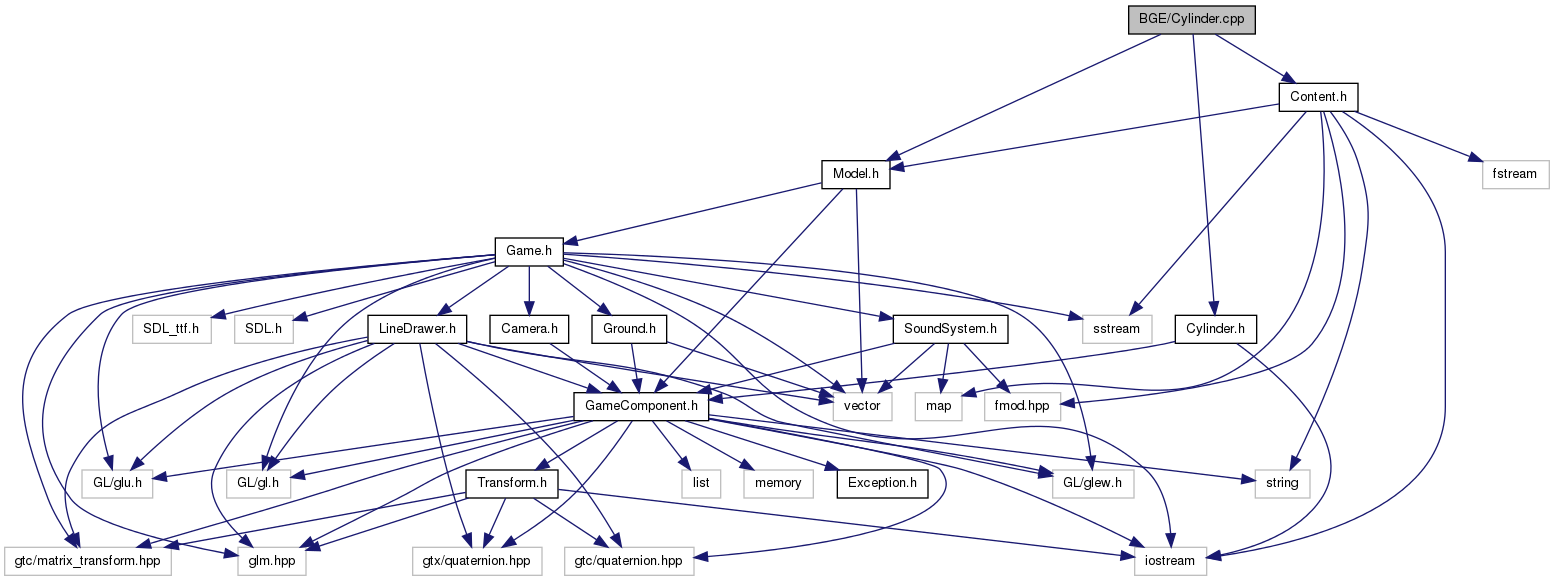 BGE/Cylinder.cpp
Content.h
Model.h
fstream
Game.h
SDL_ttf.h
SDL.h
LineDrawer.h
Camera.h
Ground.h
SoundSystem.h
sstream
Cylinder.h
GameComponent.h
vector
map
fmod.hpp
GL/glu.h
GL/gl.h
Transform.h
list
memory
Exception.h
GL/glew.h
string
gtc/matrix_transform.hpp
glm.hpp
gtx/quaternion.hpp
gtc/quaternion.hpp
iostream